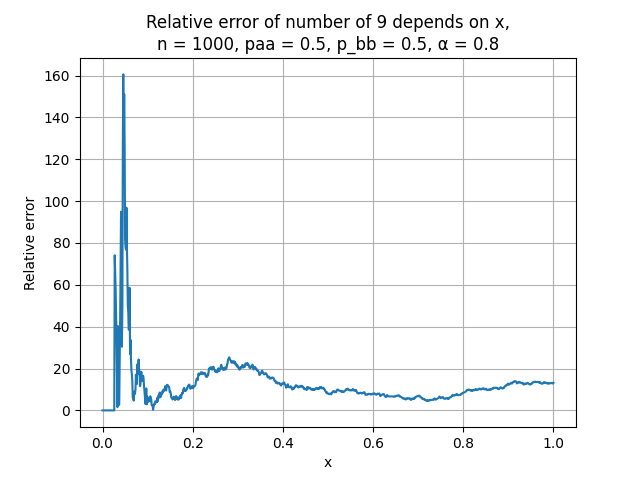 Relative error of number of 9 depends on x,
n = 1000, paa = 0.5, p_bb = 0.5, α = 0.8
160
140
120
100
80
60
40
20
0
Relative error
0.0 0.2 0.4 0.6 0.8 1.0
x